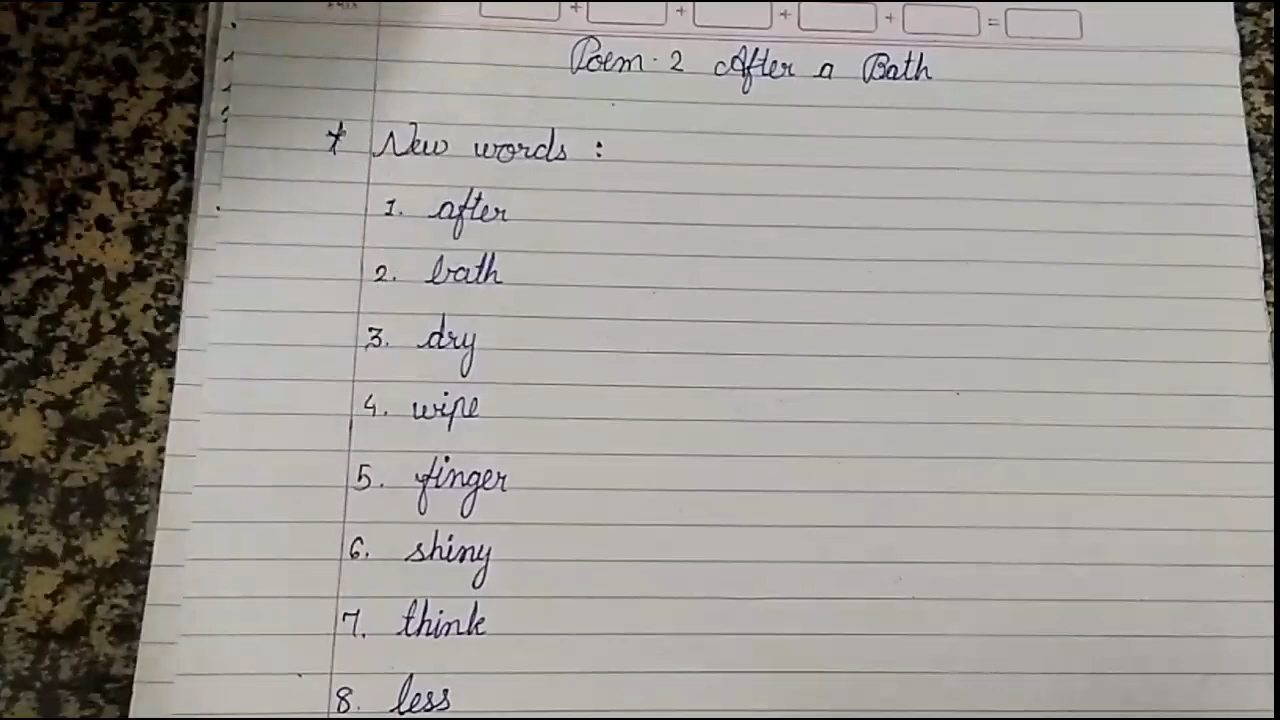 + + + + =
Poem. 2 After a Bath
* New words :
1. after
2. bath
3. dry
4. wipe
5. finger
6. shiny
7. think
8. less